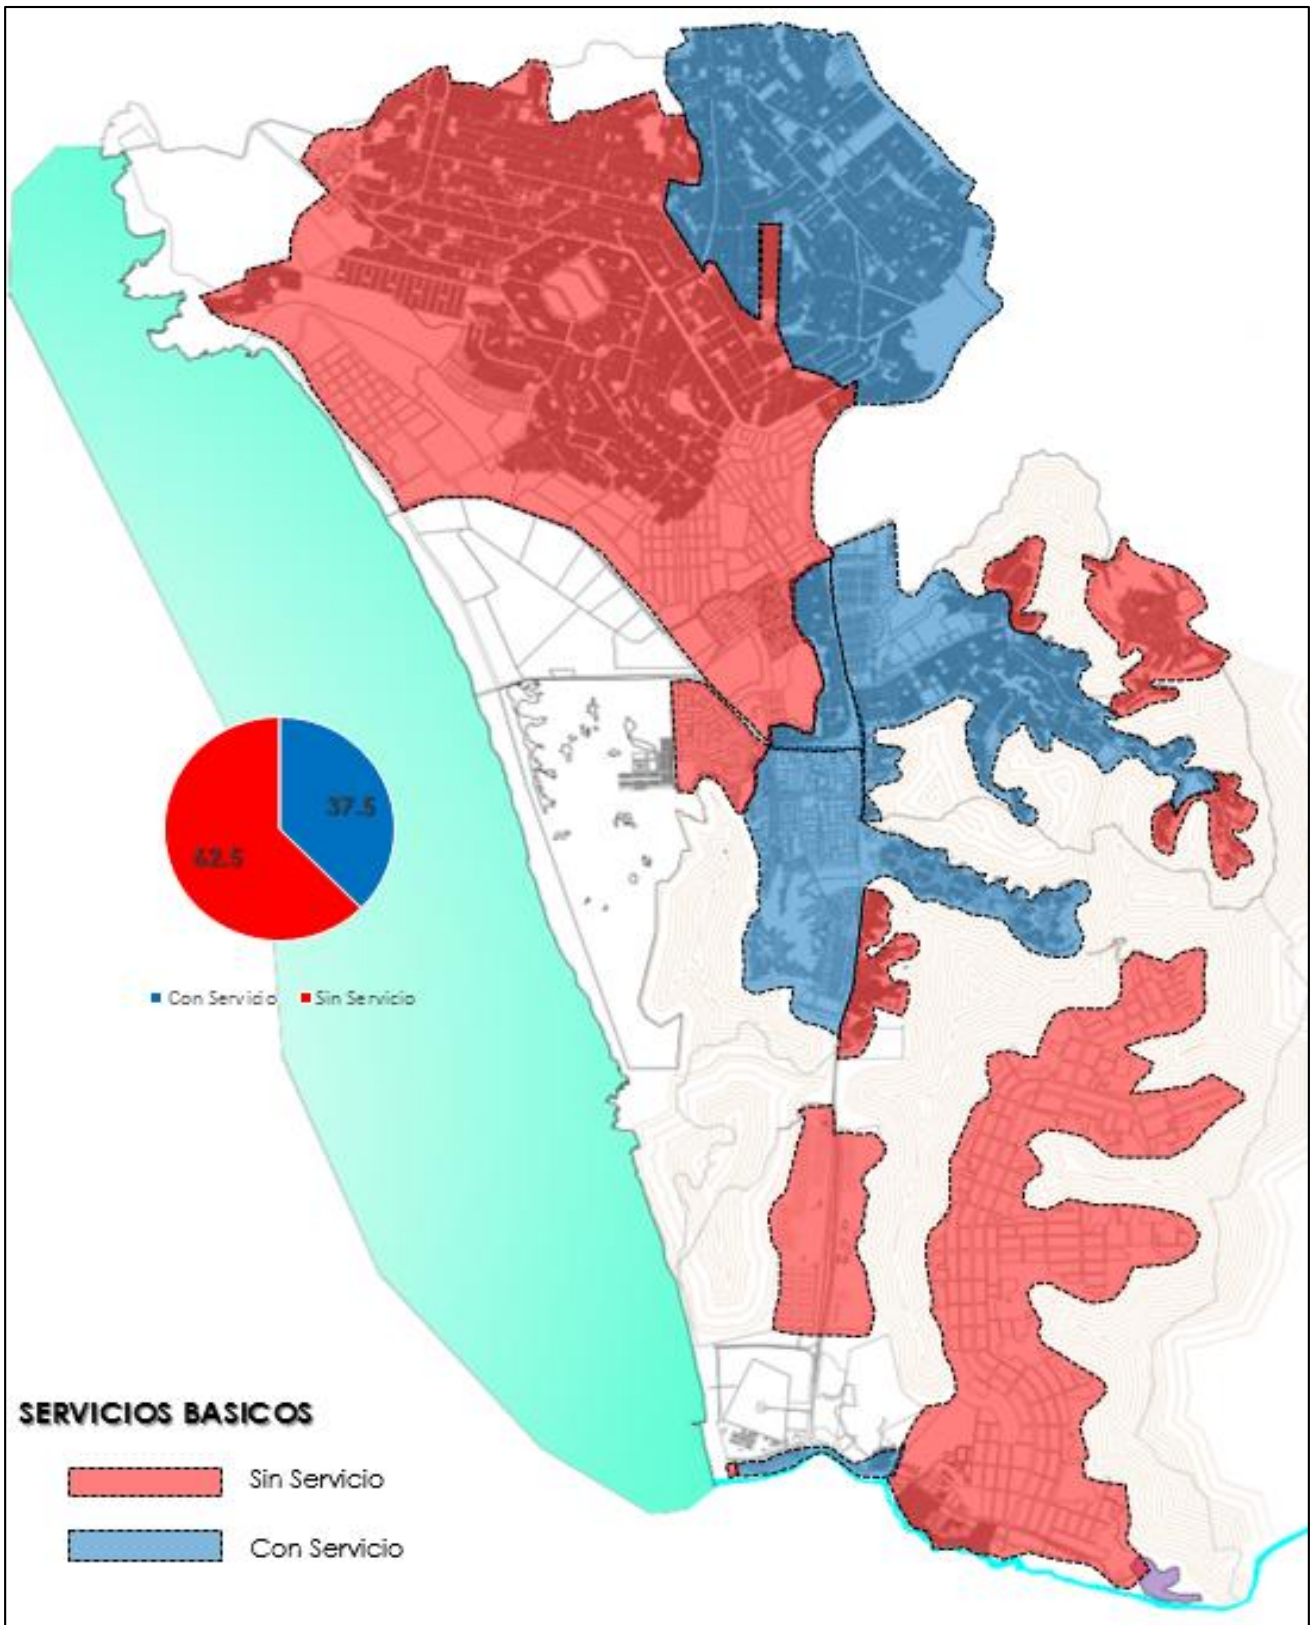 37.5
62.5
Con Servicio Sin Servicio
SERVICIOS BASICOS
Sin Servicio
Con Servicio